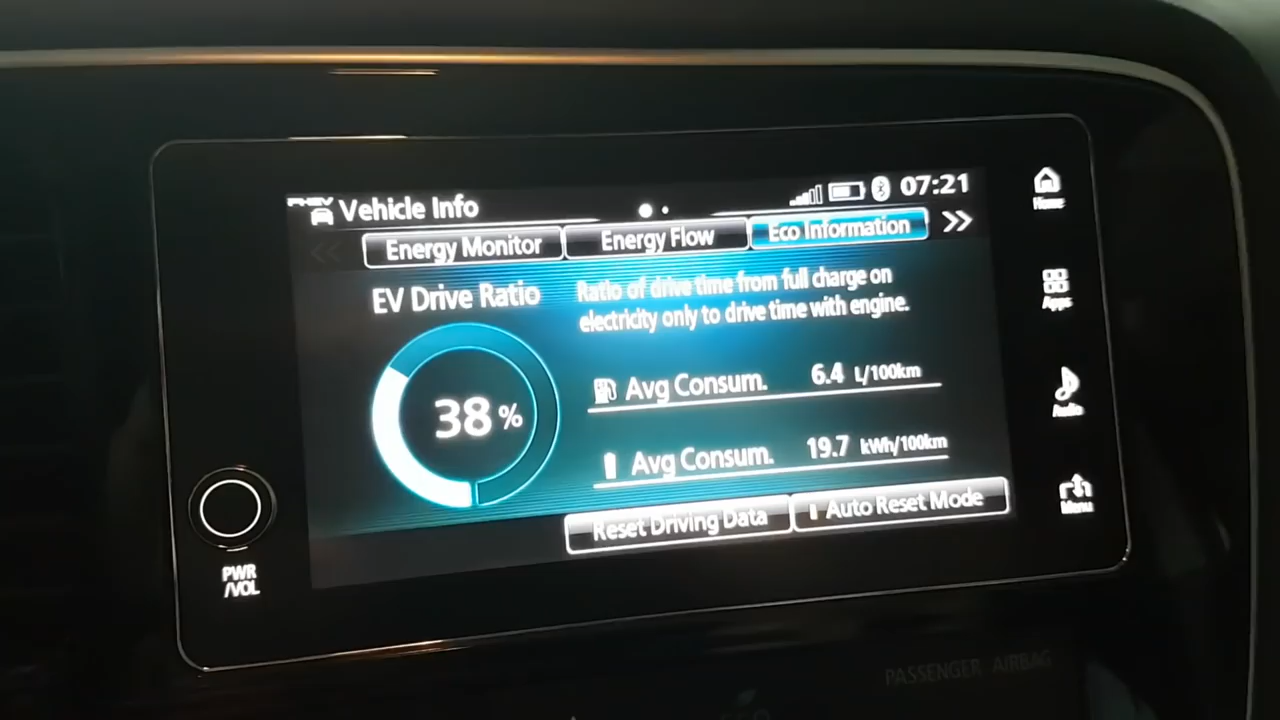 PHEV
Vehicle Info
07:21
Energy Monitor
Energy Flow
Eco Information
EV Drive Ratio
Ratio of drive time from full charge on
electricity only to drive time with engine.
38 %
Avg Consum. 6.4 L/100km
Avg Consum. 19.7 kWh/100km
Reset Driving Data
Auto Reset Mode
Home
Apps
Audio
Menu
PWR
/VOL
PASSENGER AIRBAG